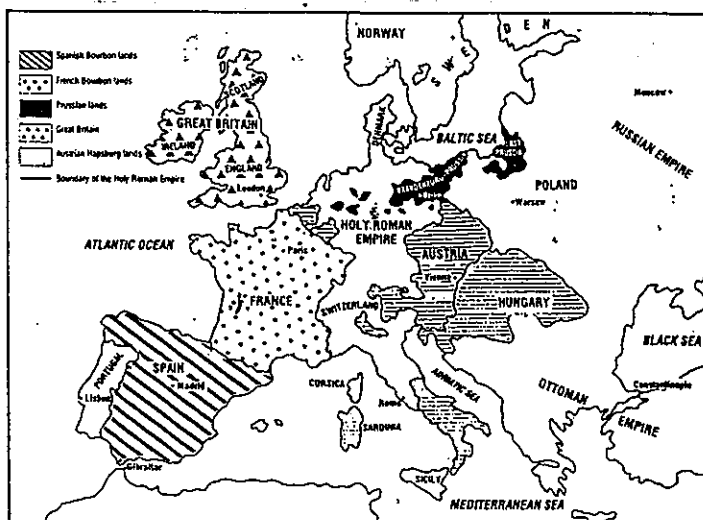 Spanish Bourbon lands
French Bourbon lands
Prussian lands
Great Britain
Austrian Hapsburg lands
Boundary of the Holy Roman Empire
NORWAY
SWE
DEN
SCOTLAND
GREAT BRITAIN
IRELAND
ENGLAND
London
DENMARK
BALTIC SEA
Moscow
RUSSIAN EMPIRE
POLAND
Warsaw
HOLY ROMAN
EMPIRE
ATLANTIC OCEAN
Paris
FRANCE
AUSTRIA
Vienna
HUNGARY
SWITZERLAND
BLACK SEA
PORTUGAL
SPAIN
Madrid
Lisbon
Gibraltar
CORSICA
Rome
SARDINIA
ADRIATIC SEA
OTTOMAN
EMPIRE
Constantinople
SICILY
MEDITERRANEAN SEA